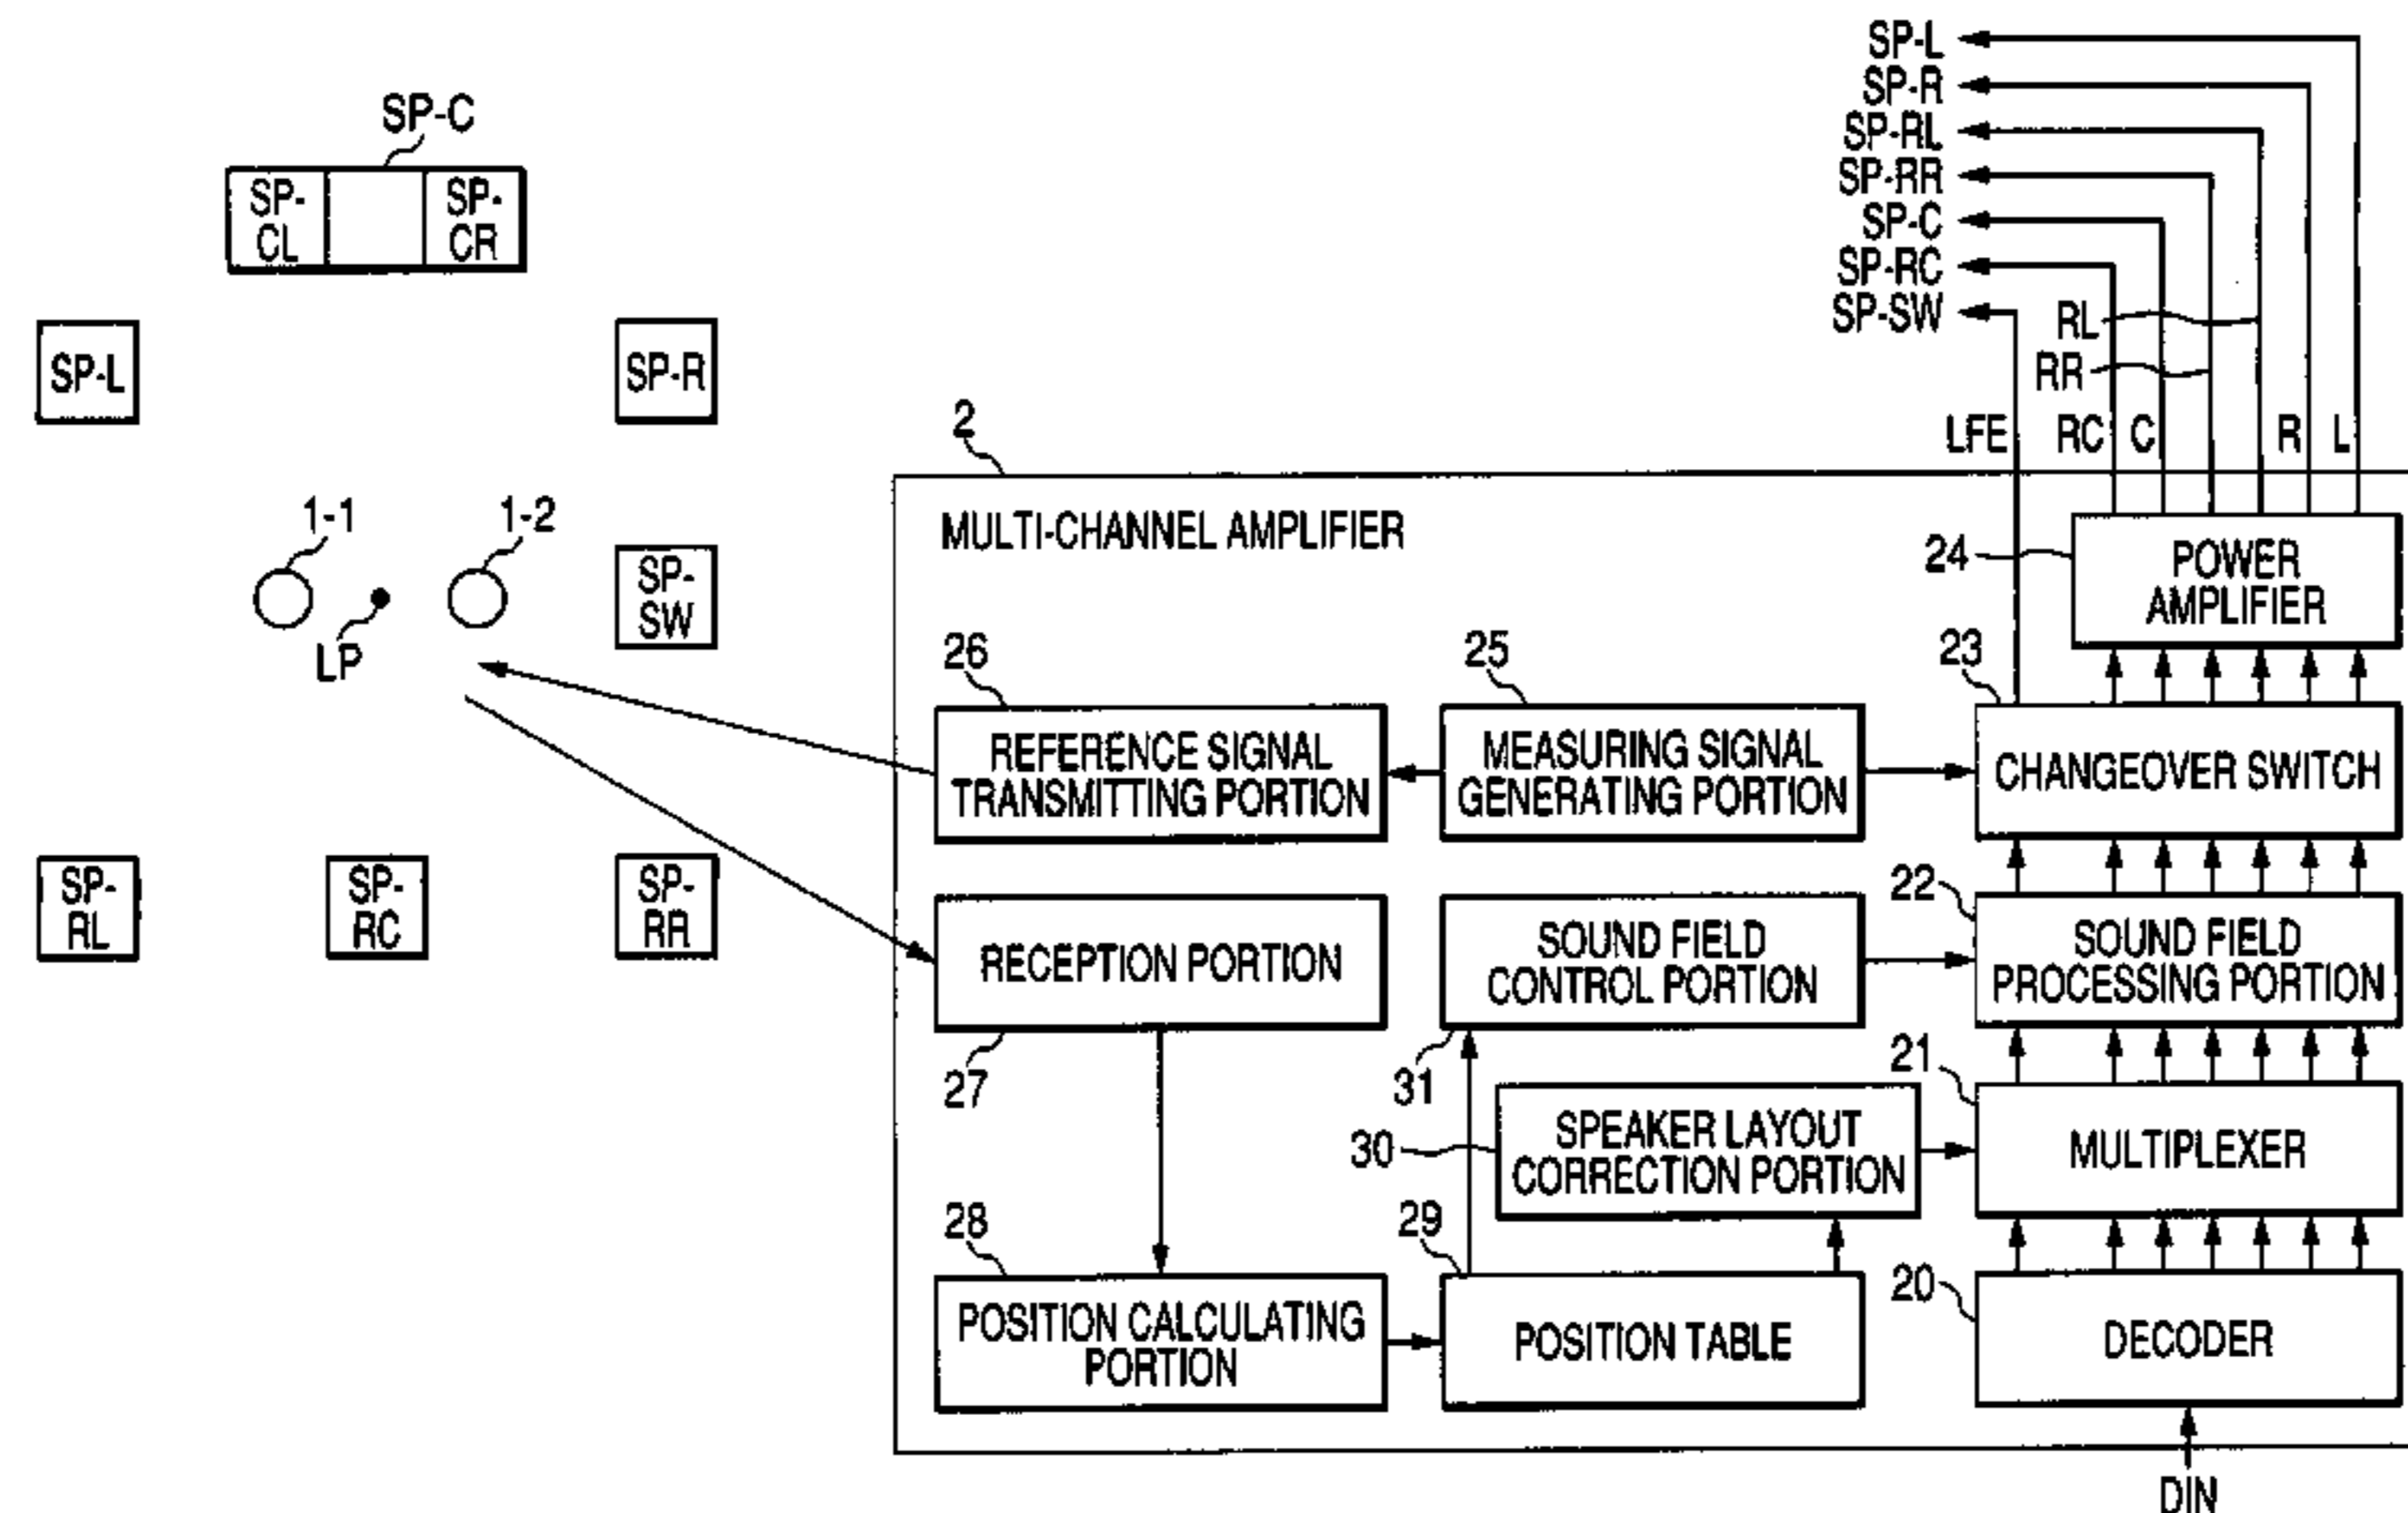 SP-L
SP-R
SP-RL
SP-RR
SP-C
SP-RC
SP-SW
RL
RR
LFE
RC
C
R
L
SP-C
SP-
CL
SP-
CR
SP-L
SP-R
1-1
1-2
LP
SP-
SW
SP-
RL
SP-
RC
SP-
RR
2
MULTI-CHANNEL AMPLIFIER
24
POWER
AMPLIFIER
26
REFERENCE SIGNAL
TRANSMITTING PORTION
25
MEASURING SIGNAL
GENERATING PORTION
23
CHANGEOVER SWITCH
RECEPTION PORTION
27
SOUND FIELD
CONTROL PORTION
31
22
SOUND FIELD
PROCESSING PORTION
30
SPEAKER LAYOUT
CORRECTION PORTION
21
MULTIPLEXER
28
POSITION CALCULATING
PORTION
29
POSITION TABLE
20
DECODER
DIN